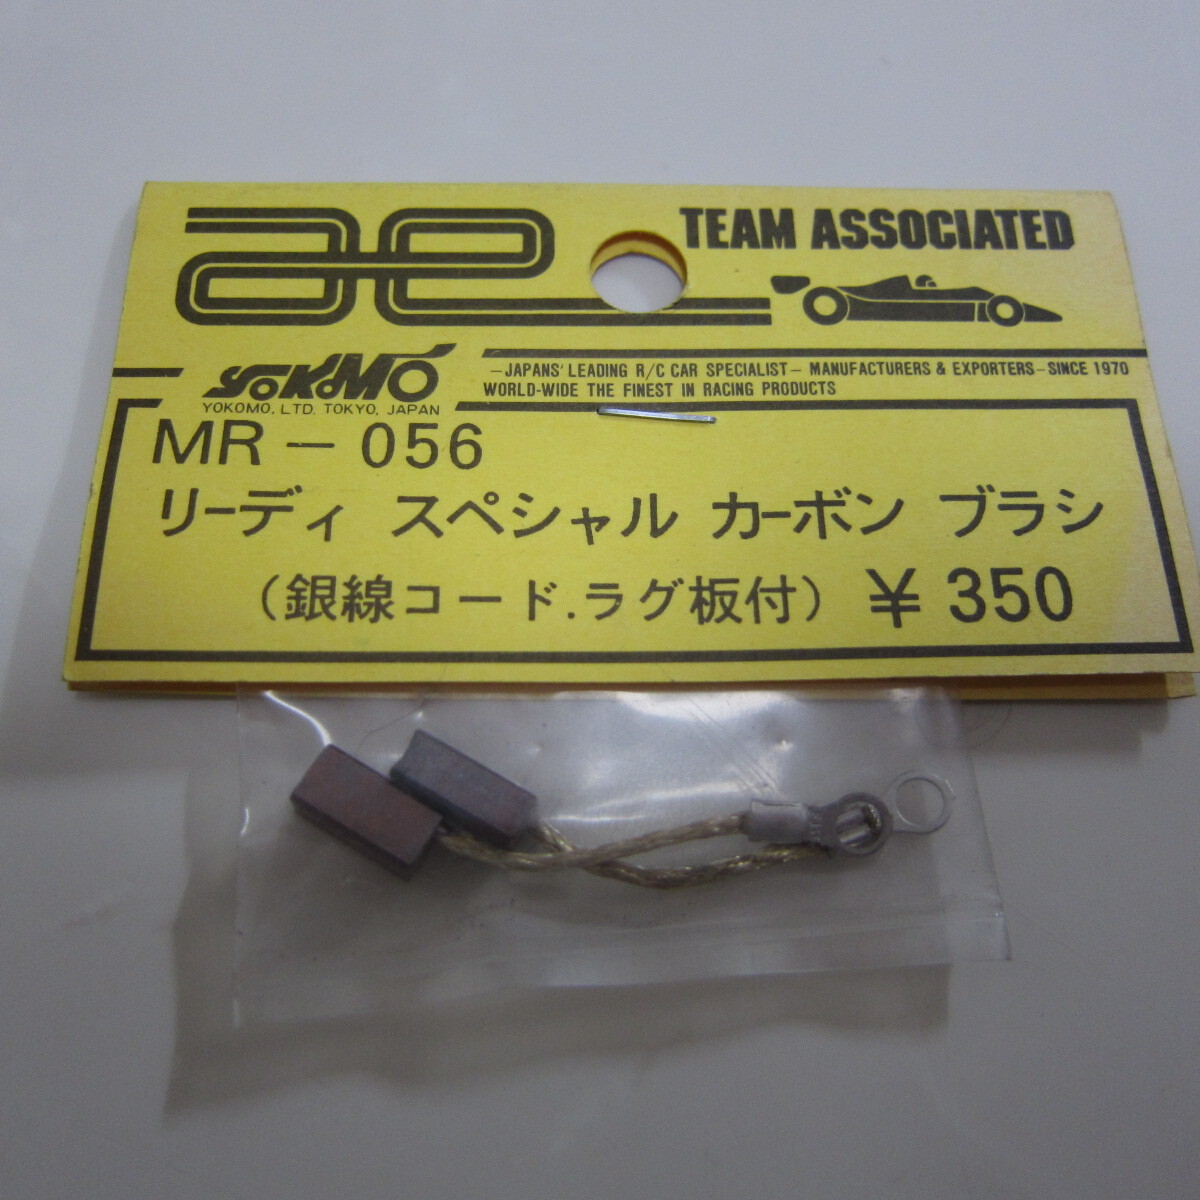 ae
TEAM ASSOCIATED
YOKOMO
YOKOMO, LTD. TOKYO, JAPAN
—JAPANS' LEADING R/C CAR SPECIALIST— MANUFACTURERS & EXPORTERS—SINCE 1970
WORLD-WIDE THE FINEST IN RACING PRODUCTS
MR－056
リーディ スペシャル カーボン ブラシ
（銀線コード.ラグ板付）￥350